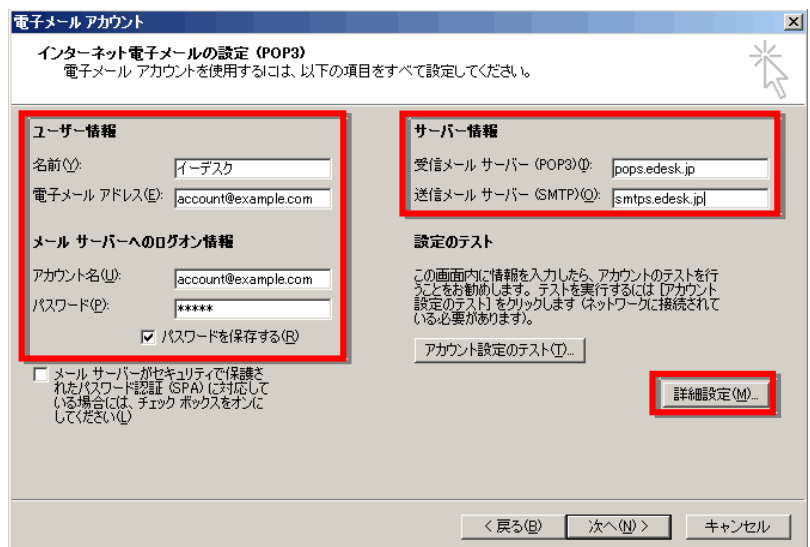 電子メール アカウント
インターネット電子メールの設定 (POP3)
電子メール アカウントを使用するには、以下の項目をすべて設定してください。
ユーザー情報
名前(Y):
イーデスク
電子メール アドレス(E):
account@example.com
メール サーバーへのログオン情報
アカウント名(U):
account@example.com
パスワード(P):
*****
パスワードを保存する(R)
メール サーバーがセキュリティで保護さ
れたパスワード認証 (SPA) に対応して
いる場合には、チェック ボックスをオンに
してください(L)
サーバー情報
受信メール サーバー (POP3)(I):
pops.edesk.jp
送信メール サーバー (SMTP)(O):
smtps.edesk.jp
設定のテスト
この画面内に情報を入力したら、アカウントのテストを行
うことをお勧めします。テストを実行するには [アカウント
設定のテスト] をクリックします (ネットワークに接続されて
いる必要があります)。
アカウント設定のテスト(T)...
詳細設定(M)...
< 戻る(B)
次へ(N) >
キャンセル